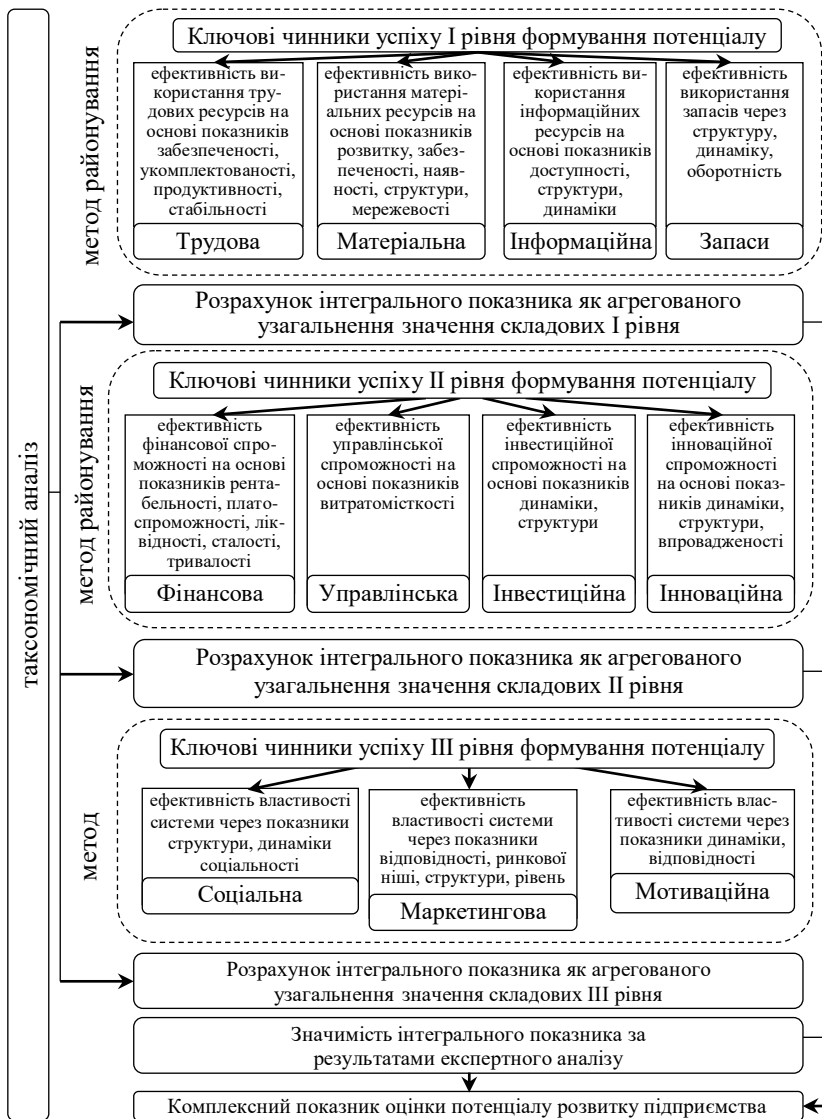 таксономічний аналіз
метод районування
Ключові чинники успіху І рівня формування потенціалу
ефективність ви-
користання тру-
дових ресурсів на
основі показників
забезпеченості,
укомплектованості,
продуктивності,
стабільності
Трудова
ефективність вико-
ристання матері-
альних ресурсів на
основі показників
розвитку, забез-
печеності, наяв-
ності, структури,
мережевості
Матеріальна
ефективність ви-
користання
інформаційних
ресурсів на
основі показників
доступності,
структури,
динаміки
Інформаційна
ефективність
використання
запасів через
структуру,
динаміку,
оборотність
Запаси
Розрахунок інтегрального показника як агрегованого
узагальнення значення складових І рівня
метод районування
Ключові чинники успіху ІІ рівня формування потенціалу
ефективність
фінансової спро-
можності на основі
показників рента-
бельності, плато-
спроможності, лік-
відності, сталості,
тривалості
Фінансова
ефективність
управлінської
спроможності на
основі показників
витратомісткості
Управлінська
ефективність
інвестиційної
спроможності на
основі показників
динаміки,
структури
Інвестиційна
ефективність
інноваційної
спроможності
на основі показ-
ників динаміки,
структури,
впровадженості
Інноваційна
Розрахунок інтегрального показника як агрегованого
узагальнення значення складових ІІ рівня
метод
Ключові чинники успіху ІІІ рівня формування потенціалу
ефективність властивості
системи через показники
структури, динаміки
соціальності
Соціальна
ефективність
властивості системи
через показники
відповідності, ринкової
ніші, структури, рівень
Маркетингова
ефективність влас-
тивості системи через
показники динаміки,
відповідності
Мотиваційна
Розрахунок інтегрального показника як агрегованого
узагальнення значення складових ІІІ рівня
Значимість інтегрального показника за
результатами експертного аналізу
Комплексний показник оцінки потенціалу розвитку підприємства